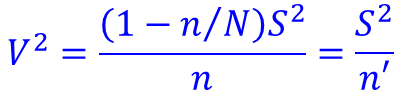 V² = (1 − n/N)S² / n = S² / n′